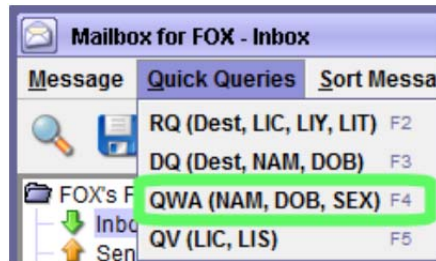 Mailbox for FOX - Inbox
Message Quick Queries Sort Messa
RQ (Dest, LIC, LIY, LIT) F2
DQ (Dest, NAM, DOB) F3
FOX's F QWA (NAM, DOB, SEX) F4
Inbo QV (LIC, LIS) F5
Sen